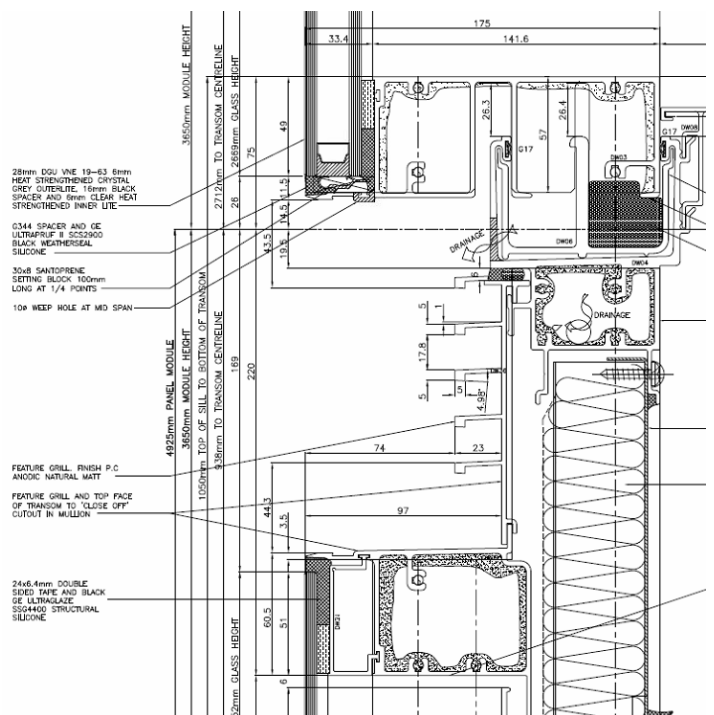 175
33.4
141.6
3650mm MODULE HEIGHT
2712mm TO TRANSOM CENTRELINE
2669mm GLASS HEIGHT
75
49
26
11.5
14.5
43.5
19.5
26.3
57
26.4
G17
G17
DW08
DW03
DW06
DW04
28mm DGU VNE 19-63 6mm
HEAT STRENGTHENED CRYSTAL
GREY OUTERLITE, 16mm BLACK
SPACER AND 6mm CLEAR HEAT
STRENGTHENED INNER LITE
G344 SPACER AND GE
ULTRAPRUF II SCS2900
BLACK WEATHERSEAL
SILICONE
30x8 SANTOPRENE
SETTING BLOCK 100mm
LONG AT 1/4 POINTS
10ø WEEP HOLE AT MID SPAN
DRAINAGE
DRAINAGE
6
5
1
17.8
5
5
4.98°
4925mm PANEL MODULE
3650mm MODULE HEIGHT
1050mm TOP OF SILL TO BOTTOM OF TRANSOM
938mm TO TRANSOM CENTRELINE
169
220
74
23
97
44.3
3.5
FEATURE GRILL. FINISH P.C
ANODIC NATURAL MATT
FEATURE GRILL AND TOP FACE
OF TRANSOM TO 'CLOSE OFF'
CUTOUT IN MULLION
24x6.4mm DOUBLE
SIDED TAPE AND BLACK
GE ULTRAGLAZE
SSG4400 STRUCTURAL
SILICONE
60.5
51
6
52mm GLASS HEIGHT